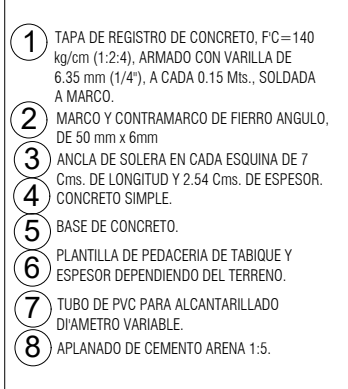 1 TAPA DE REGISTRO DE CONCRETO, F'C=140
kg/cm (1:2:4), ARMADO CON VARILLA DE
6.35 mm (1/4"), A CADA 0.15 Mts., SOLDADA
A MARCO.
2 MARCO Y CONTRAMARCO DE FIERRO ANGULO,
DE 50 mm x 6mm
3 ANCLA DE SOLERA EN CADA ESQUINA DE 7
Cms. DE LONGITUD Y 2.54 Cms. DE ESPESOR.
4 CONCRETO SIMPLE.
5 BASE DE CONCRETO.
6 PLANTILLA DE PEDACERIA DE TABIQUE Y
ESPESOR DEPENDIENDO DEL TERRENO.
7 TUBO DE PVC PARA ALCANTARILLADO
DI'AMETRO VARIABLE.
8 APLANADO DE CEMENTO ARENA 1:5.